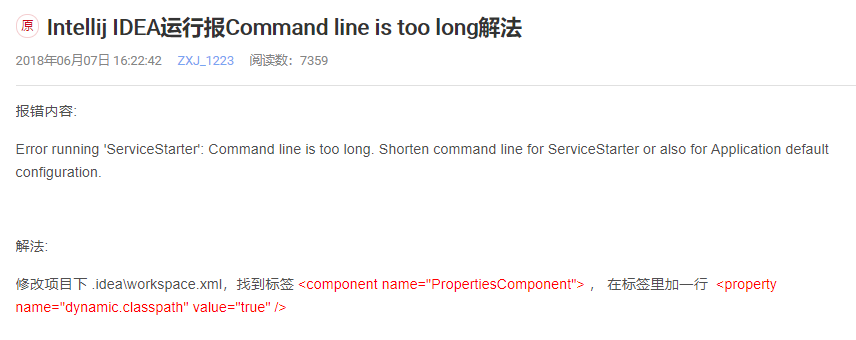 原 Intellij IDEA运行报Command line is too long解法
2018年06月07日 16:22:42 ZXJ_1223 阅读数：7359
报错内容:
Error running 'ServiceStarter': Command line is too long. Shorten command line for ServiceStarter or also for Application default
configuration.
解法:
修改项目下 .idea\workspace.xml，找到标签 <component name="PropertiesComponent"> ， 在标签里加一行 <property
name="dynamic.classpath" value="true" />